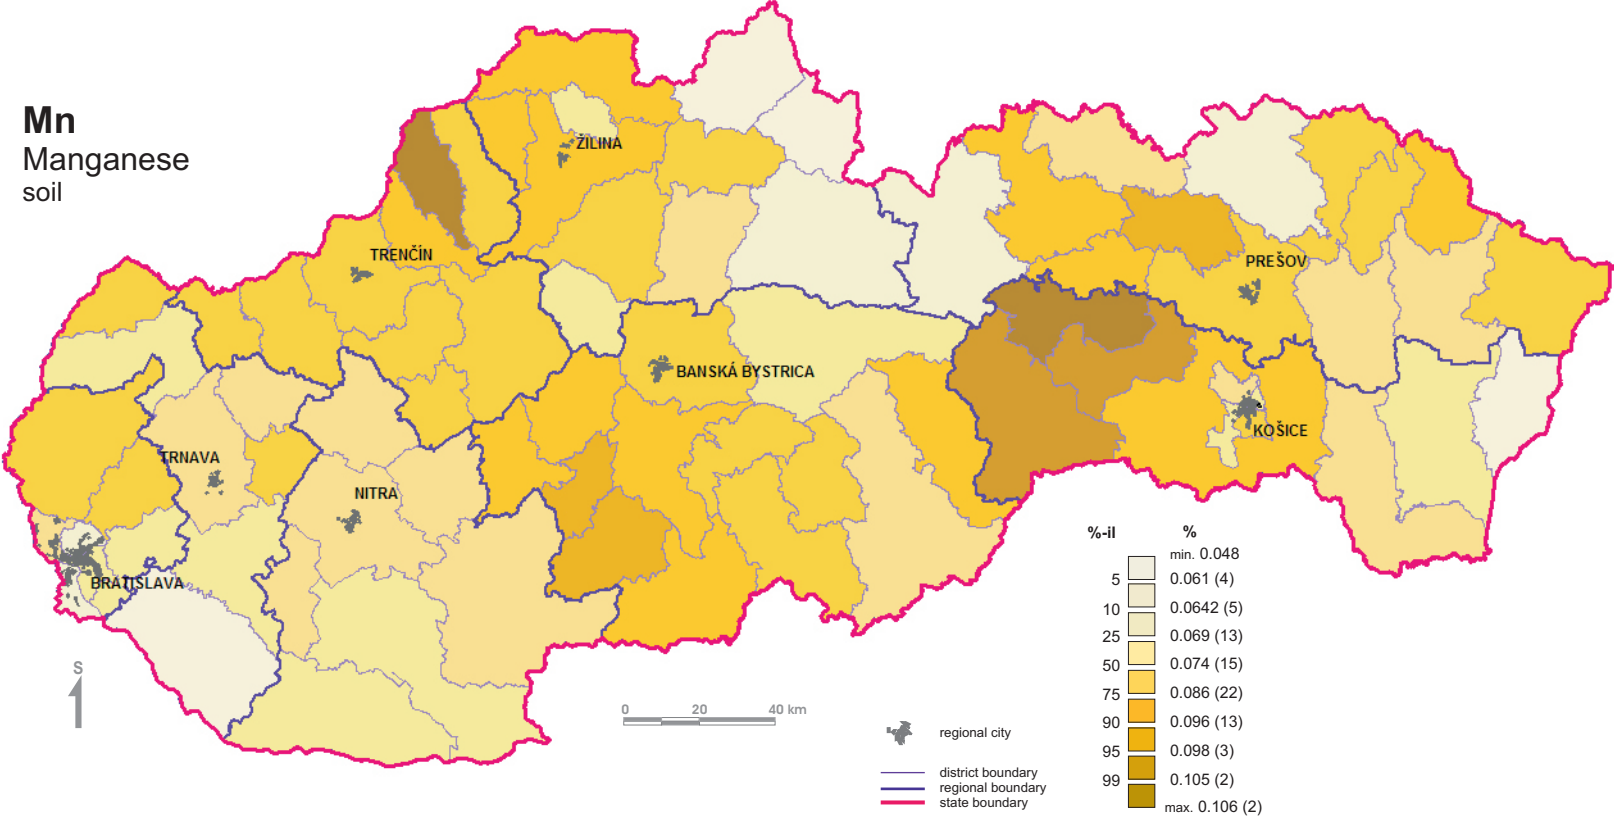 Mn
Manganese
soil
ŽILINA
TRENČÍN
PREŠOV
BANSKÁ BYSTRICA
KOŠICE
TRNAVA
NITRA
BRATISLAVA
S
0 20 40 km
regional city
district boundary
regional boundary
state boundary
%-il %
min. 0.048
5 0.061 (4)
10 0.0642 (5)
25 0.069 (13)
50 0.074 (15)
75 0.086 (22)
90 0.096 (13)
95 0.098 (3)
99 0.105 (2)
max. 0.106 (2)